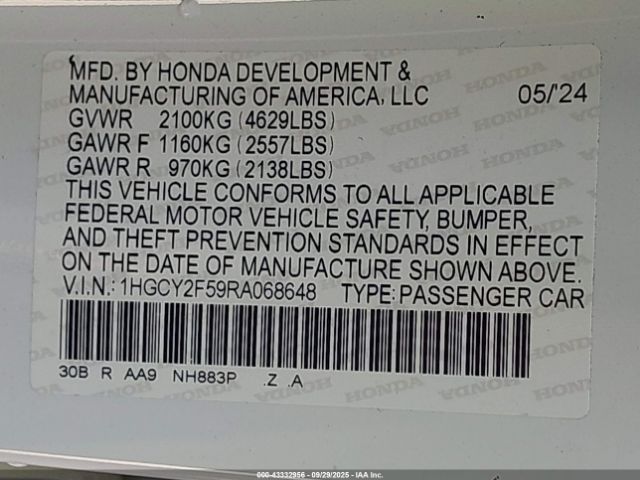 MFD. BY HONDA DEVELOPMENT &
MANUFACTURING OF AMERICA, LLC 05/'24
GVWR 2100KG (4629LBS)
GAWR F 1160KG (2557LBS)
GAWR R 970KG (2138LBS)
THIS VEHICLE CONFORMS TO ALL APPLICABLE
FEDERAL MOTOR VEHICLE SAFETY, BUMPER,
AND THEFT PREVENTION STANDARDS IN EFFECT
ON THE DATE OF MANUFACTURE SHOWN ABOVE.
V.I.N.: 1HGCY2F59RA068648 TYPE: PASSENGER CAR
30B R AA9 NH883P .Z .A
000-43332956 - 09/29/2025 - IAA Inc.